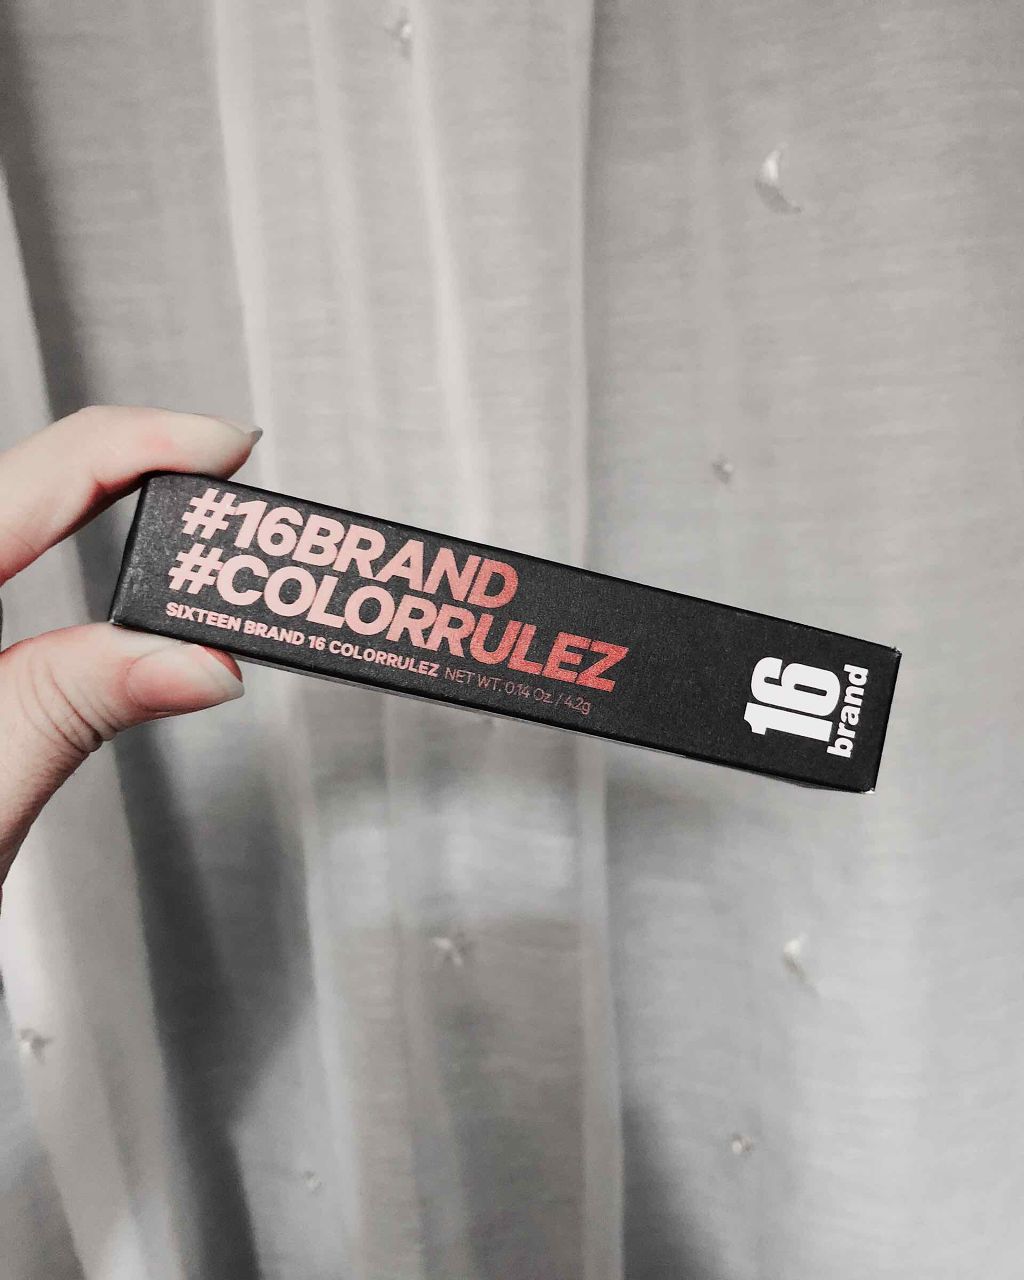 #16BRAND
#COLORRULEZ
SIXTEEN BRAND 16 COLORRULEZ NET WT. 0.14 Oz. / 4.2g
16
brand